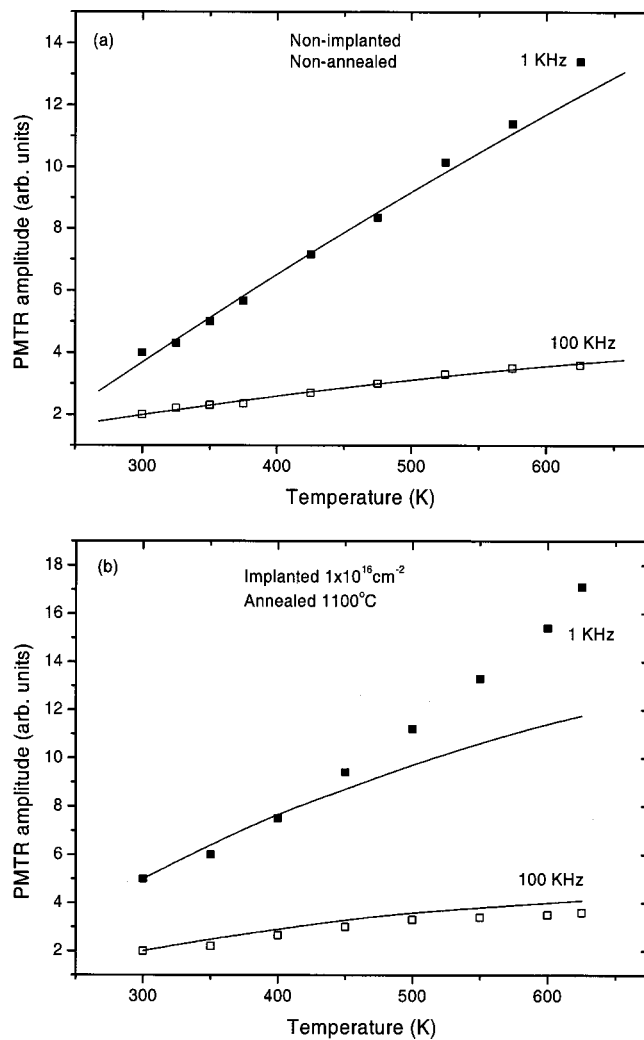 (a)
Non-implanted
Non-annealed
1 KHz
100 KHz
PMTR amplitude (arb. units)
14
12
10
8
6
4
2
300
400
500
600
Temperature (K)
(b)
Implanted 1x10¹⁶cm⁻²
Annealed 1100°C
1 KHz
100 KHz
PMTR amplitude (arb. units)
18
16
14
12
10
8
6
4
2
300
400
500
600
Temperature (K)